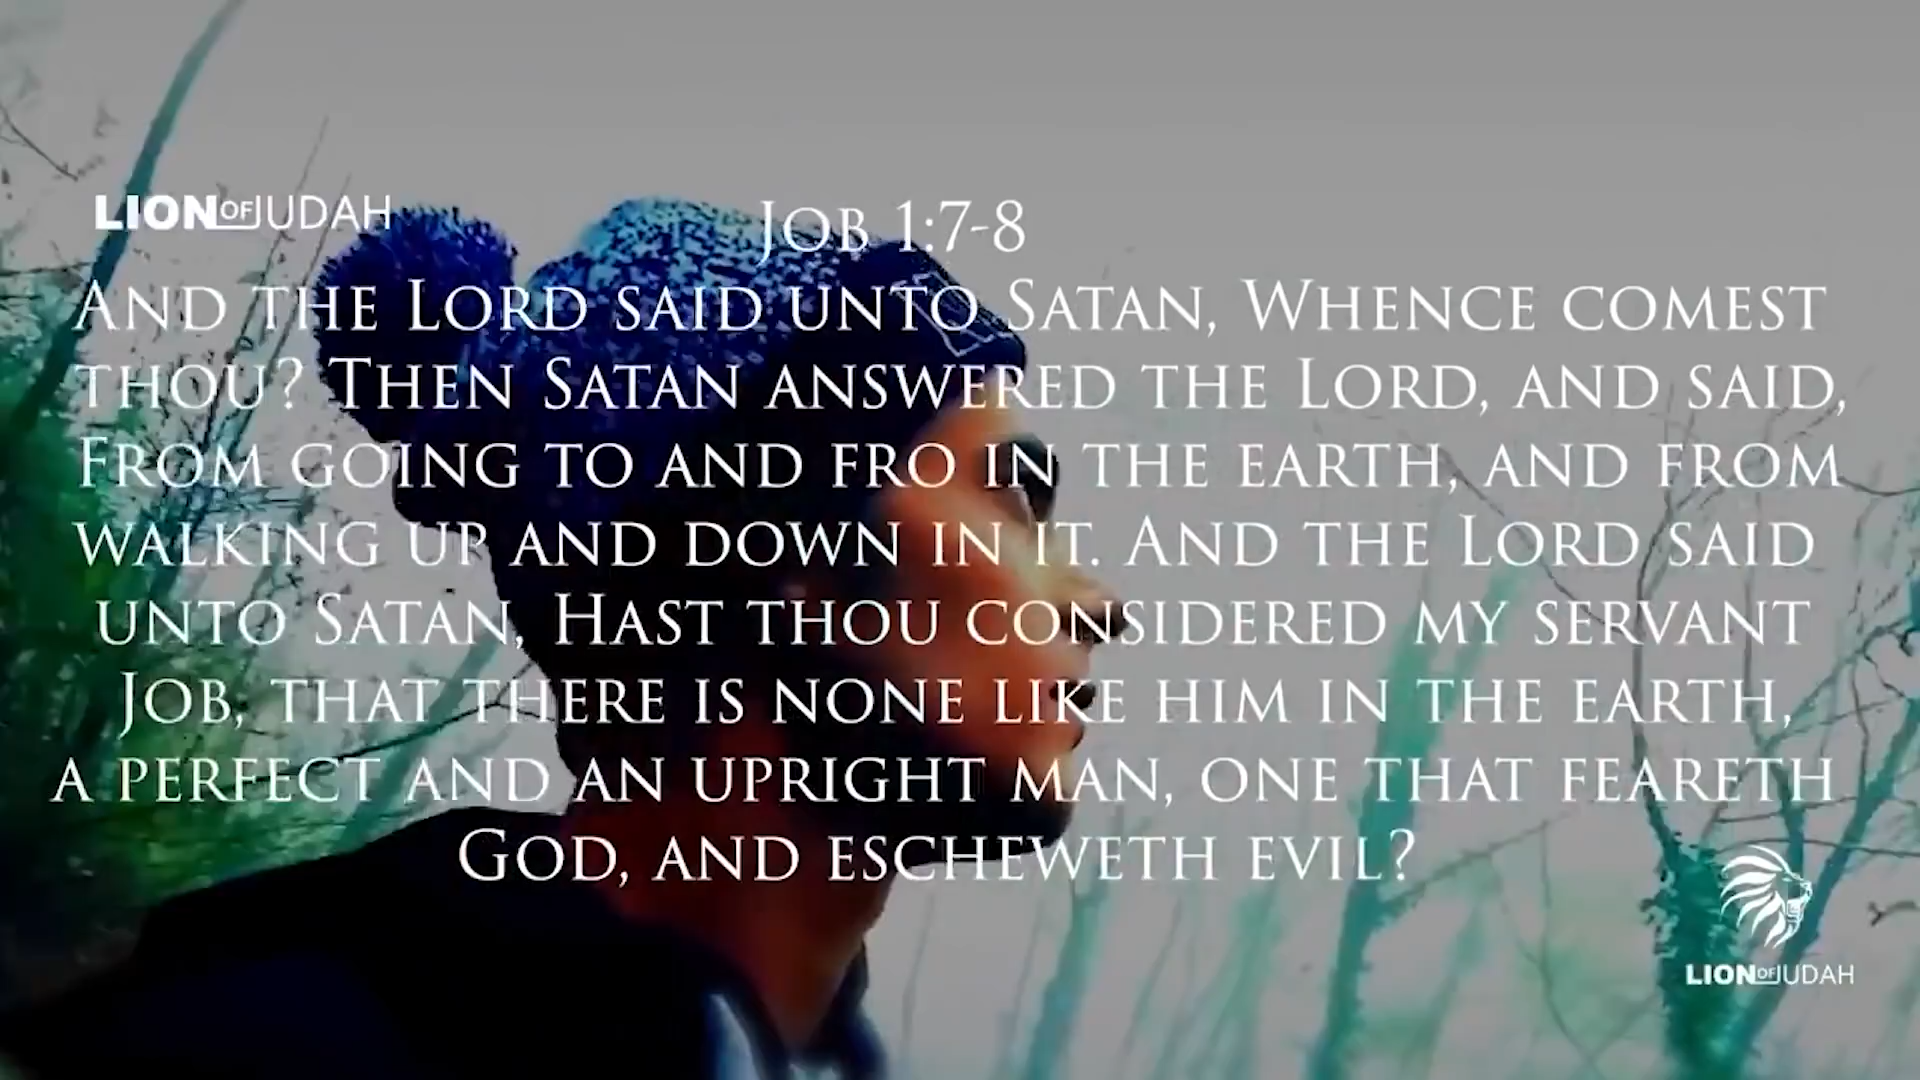 LION OF JUDAH
Job 1:7-8
And the Lord said unto Satan, Whence comest
thou? Then Satan answered the Lord, and said,
From going to and fro in the earth, and from
walking up and down in it. And the Lord said
unto Satan, Hast thou considered my servant
Job, that there is none like him in the earth,
a perfect and an upright man, one that feareth
God, and escheweth evil?
LION OF JUDAH